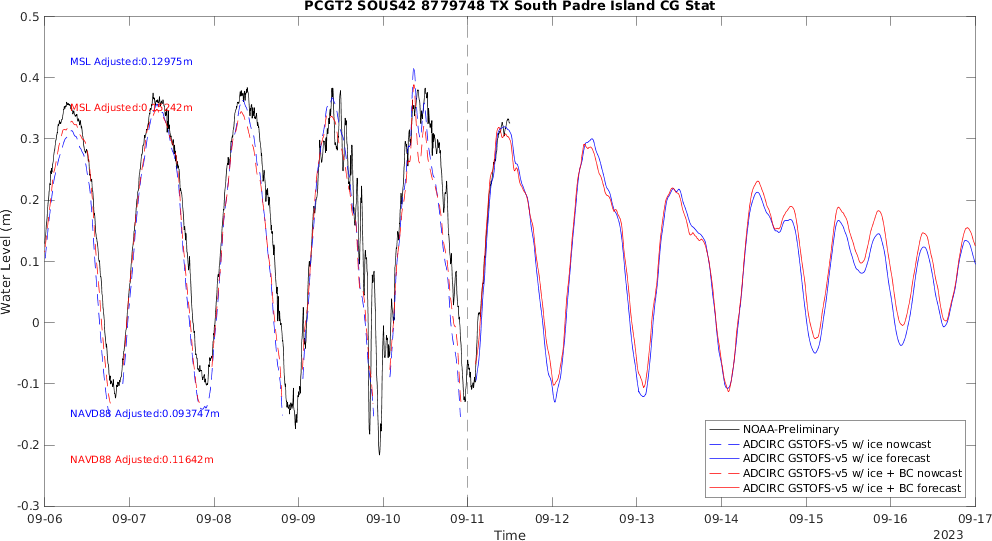 PCGT2 SOUS42 8779748 TX South Padre Island CG Stat
0.5
0.4
0.3
0.2
0.1
0
-0.1
-0.2
-0.3
Water Level (m)
MSL Adjusted:0.12975m
MSL Adjusted:0.15242m
NAVD88 Adjusted:0.093747m
NAVD88 Adjusted:0.11642m
NOAA-Preliminary
ADCIRC GSTOFS-v5 w/ ice nowcast
ADCIRC GSTOFS-v5 w/ ice forecast
ADCIRC GSTOFS-v5 w/ ice + BC nowcast
ADCIRC GSTOFS-v5 w/ ice + BC forecast
09-06 09-07 09-08 09-09 09-10 09-11 09-12 09-13 09-14 09-15 09-16 09-17
Time
2023